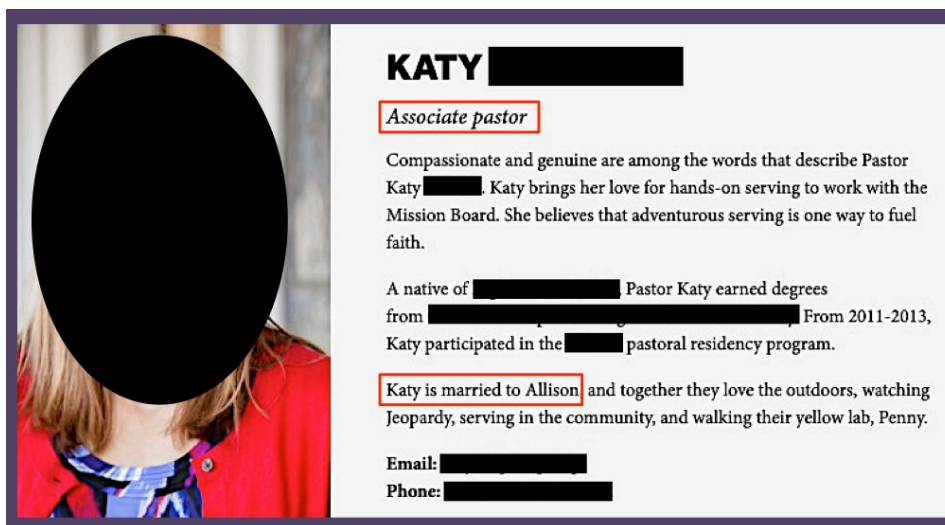 KATY
Associate pastor
Compassionate and genuine are among the words that describe Pastor
Katy . Katy brings her love for hands-on serving to work with the
Mission Board. She believes that adventurous serving is one way to fuel
faith.
A native of , Pastor Katy earned degrees
from From 2011-2013,
Katy participated in the pastoral residency program.
Katy is married to Allison, and together they love the outdoors, watching
Jeopardy, serving in the community, and walking their yellow lab, Penny.
Email:
Phone: